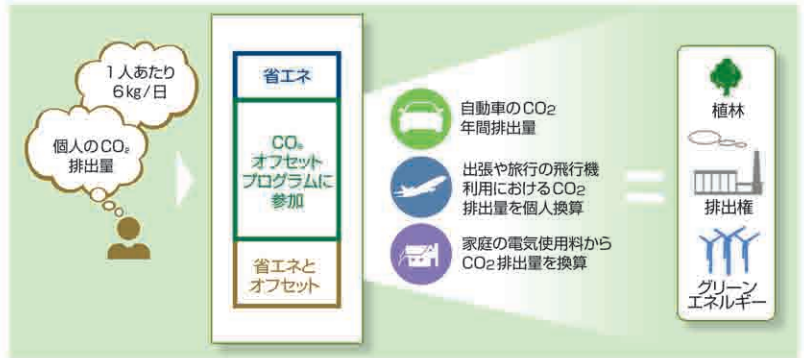 1人あたり
6kg/日
個人のCO₂
排出量
省エネ
CO₂
オフセット
プログラムに
参加
省エネと
オフセット
自動車のCO2
年間排出量
出張や旅行の飛行機
利用におけるCO2
排出量を個人換算
家庭の電気使用料から
CO2排出量を換算
=
植林
排出権
グリーン
エネルギー